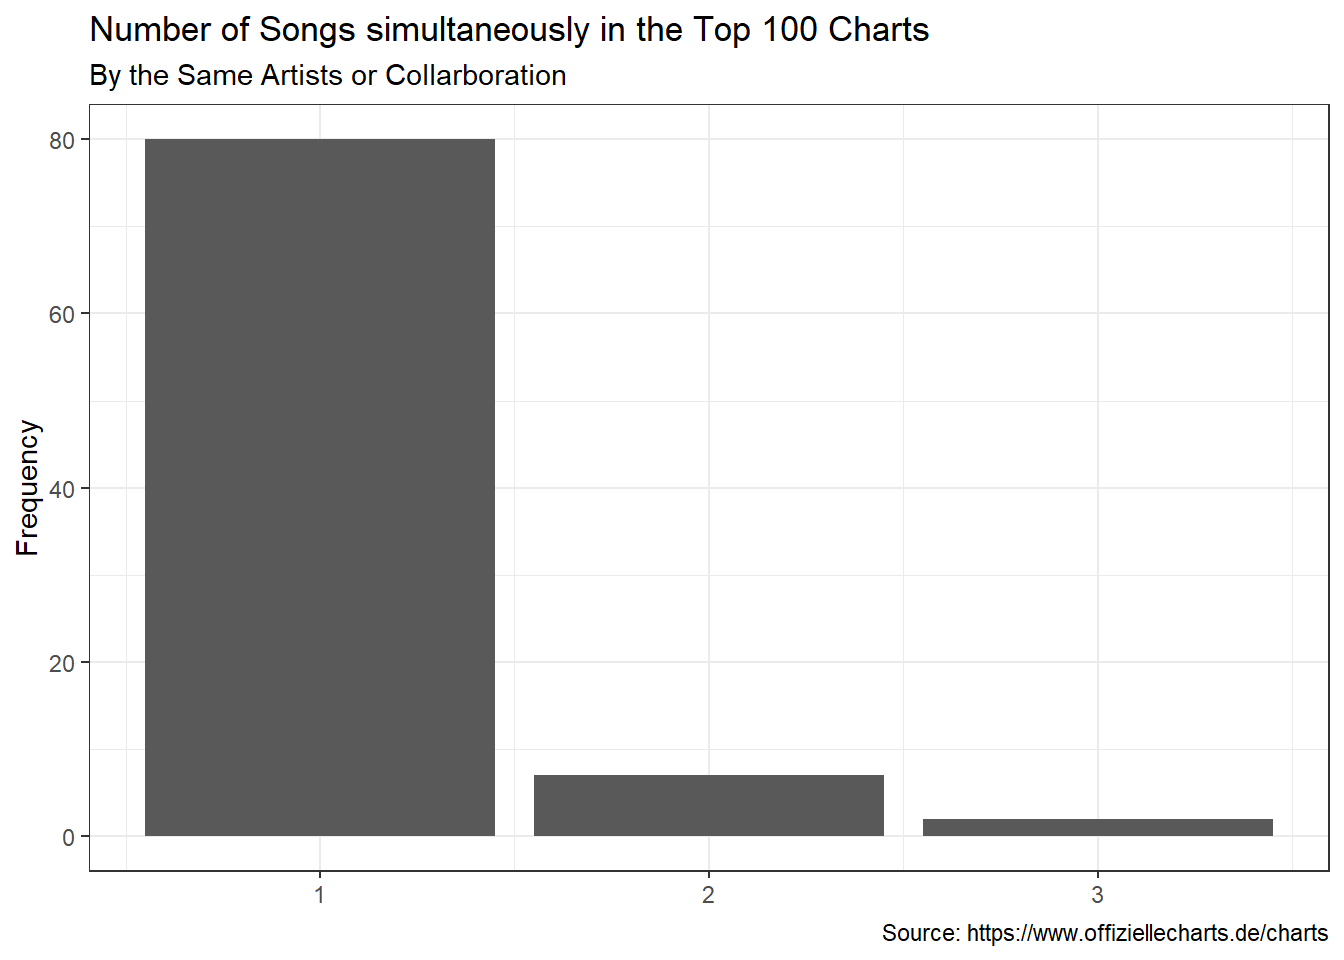 Number of Songs simultaneously in the Top 100 Charts
By the Same Artists or Collarboration
80
60
40
20
0
Frequency
1 2 3
Source: https://www.offiziellecharts.de/charts